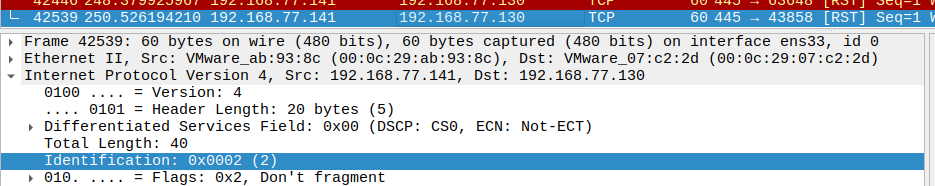 42446 248.379925967 192.168.77.141 192.168.77.130 TCP 60 445 → 63648 [RST] Seq=1 W
42539 250.526194210 192.168.77.141 192.168.77.130 TCP 60 445 → 43858 [RST] Seq=1 W
Frame 42539: 60 bytes on wire (480 bits), 60 bytes captured (480 bits) on interface ens33, id 0
Ethernet II, Src: VMware_ab:93:8c (00:0c:29:ab:93:8c), Dst: VMware_07:c2:2d (00:0c:29:07:c2:2d)
Internet Protocol Version 4, Src: 192.168.77.141, Dst: 192.168.77.130
0100 .... = Version: 4
.... 0101 = Header Length: 20 bytes (5)
Differentiated Services Field: 0x00 (DSCP: CS0, ECN: Not-ECT)
Total Length: 40
Identification: 0x0002 (2)
010. .... = Flags: 0x2, Don't fragment